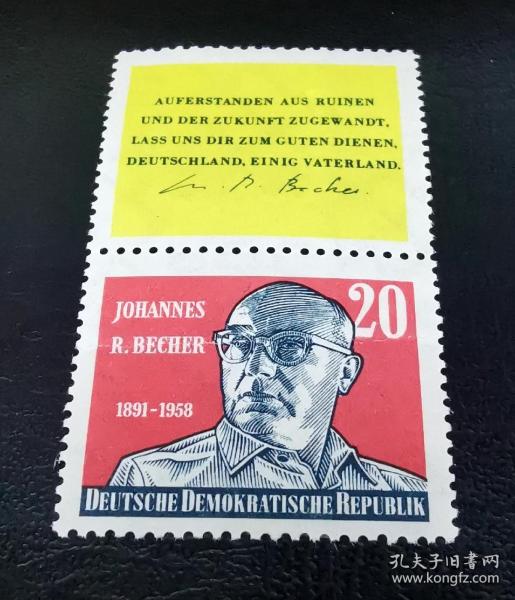 AUFERSTANDEN AUS RUINEN
UND DER ZUKUNFT ZUGEWANDT,
LASS UNS DIR ZUM GUTEN DIENEN,
DEUTSCHLAND, EINIG VATERLAND.
Becher.
JOHANNES
R. BECHER
20
1891-1958
DEUTSCHE DEMOKRATISCHE REPUBLIK
孔夫子旧书网
www.kongfz.com